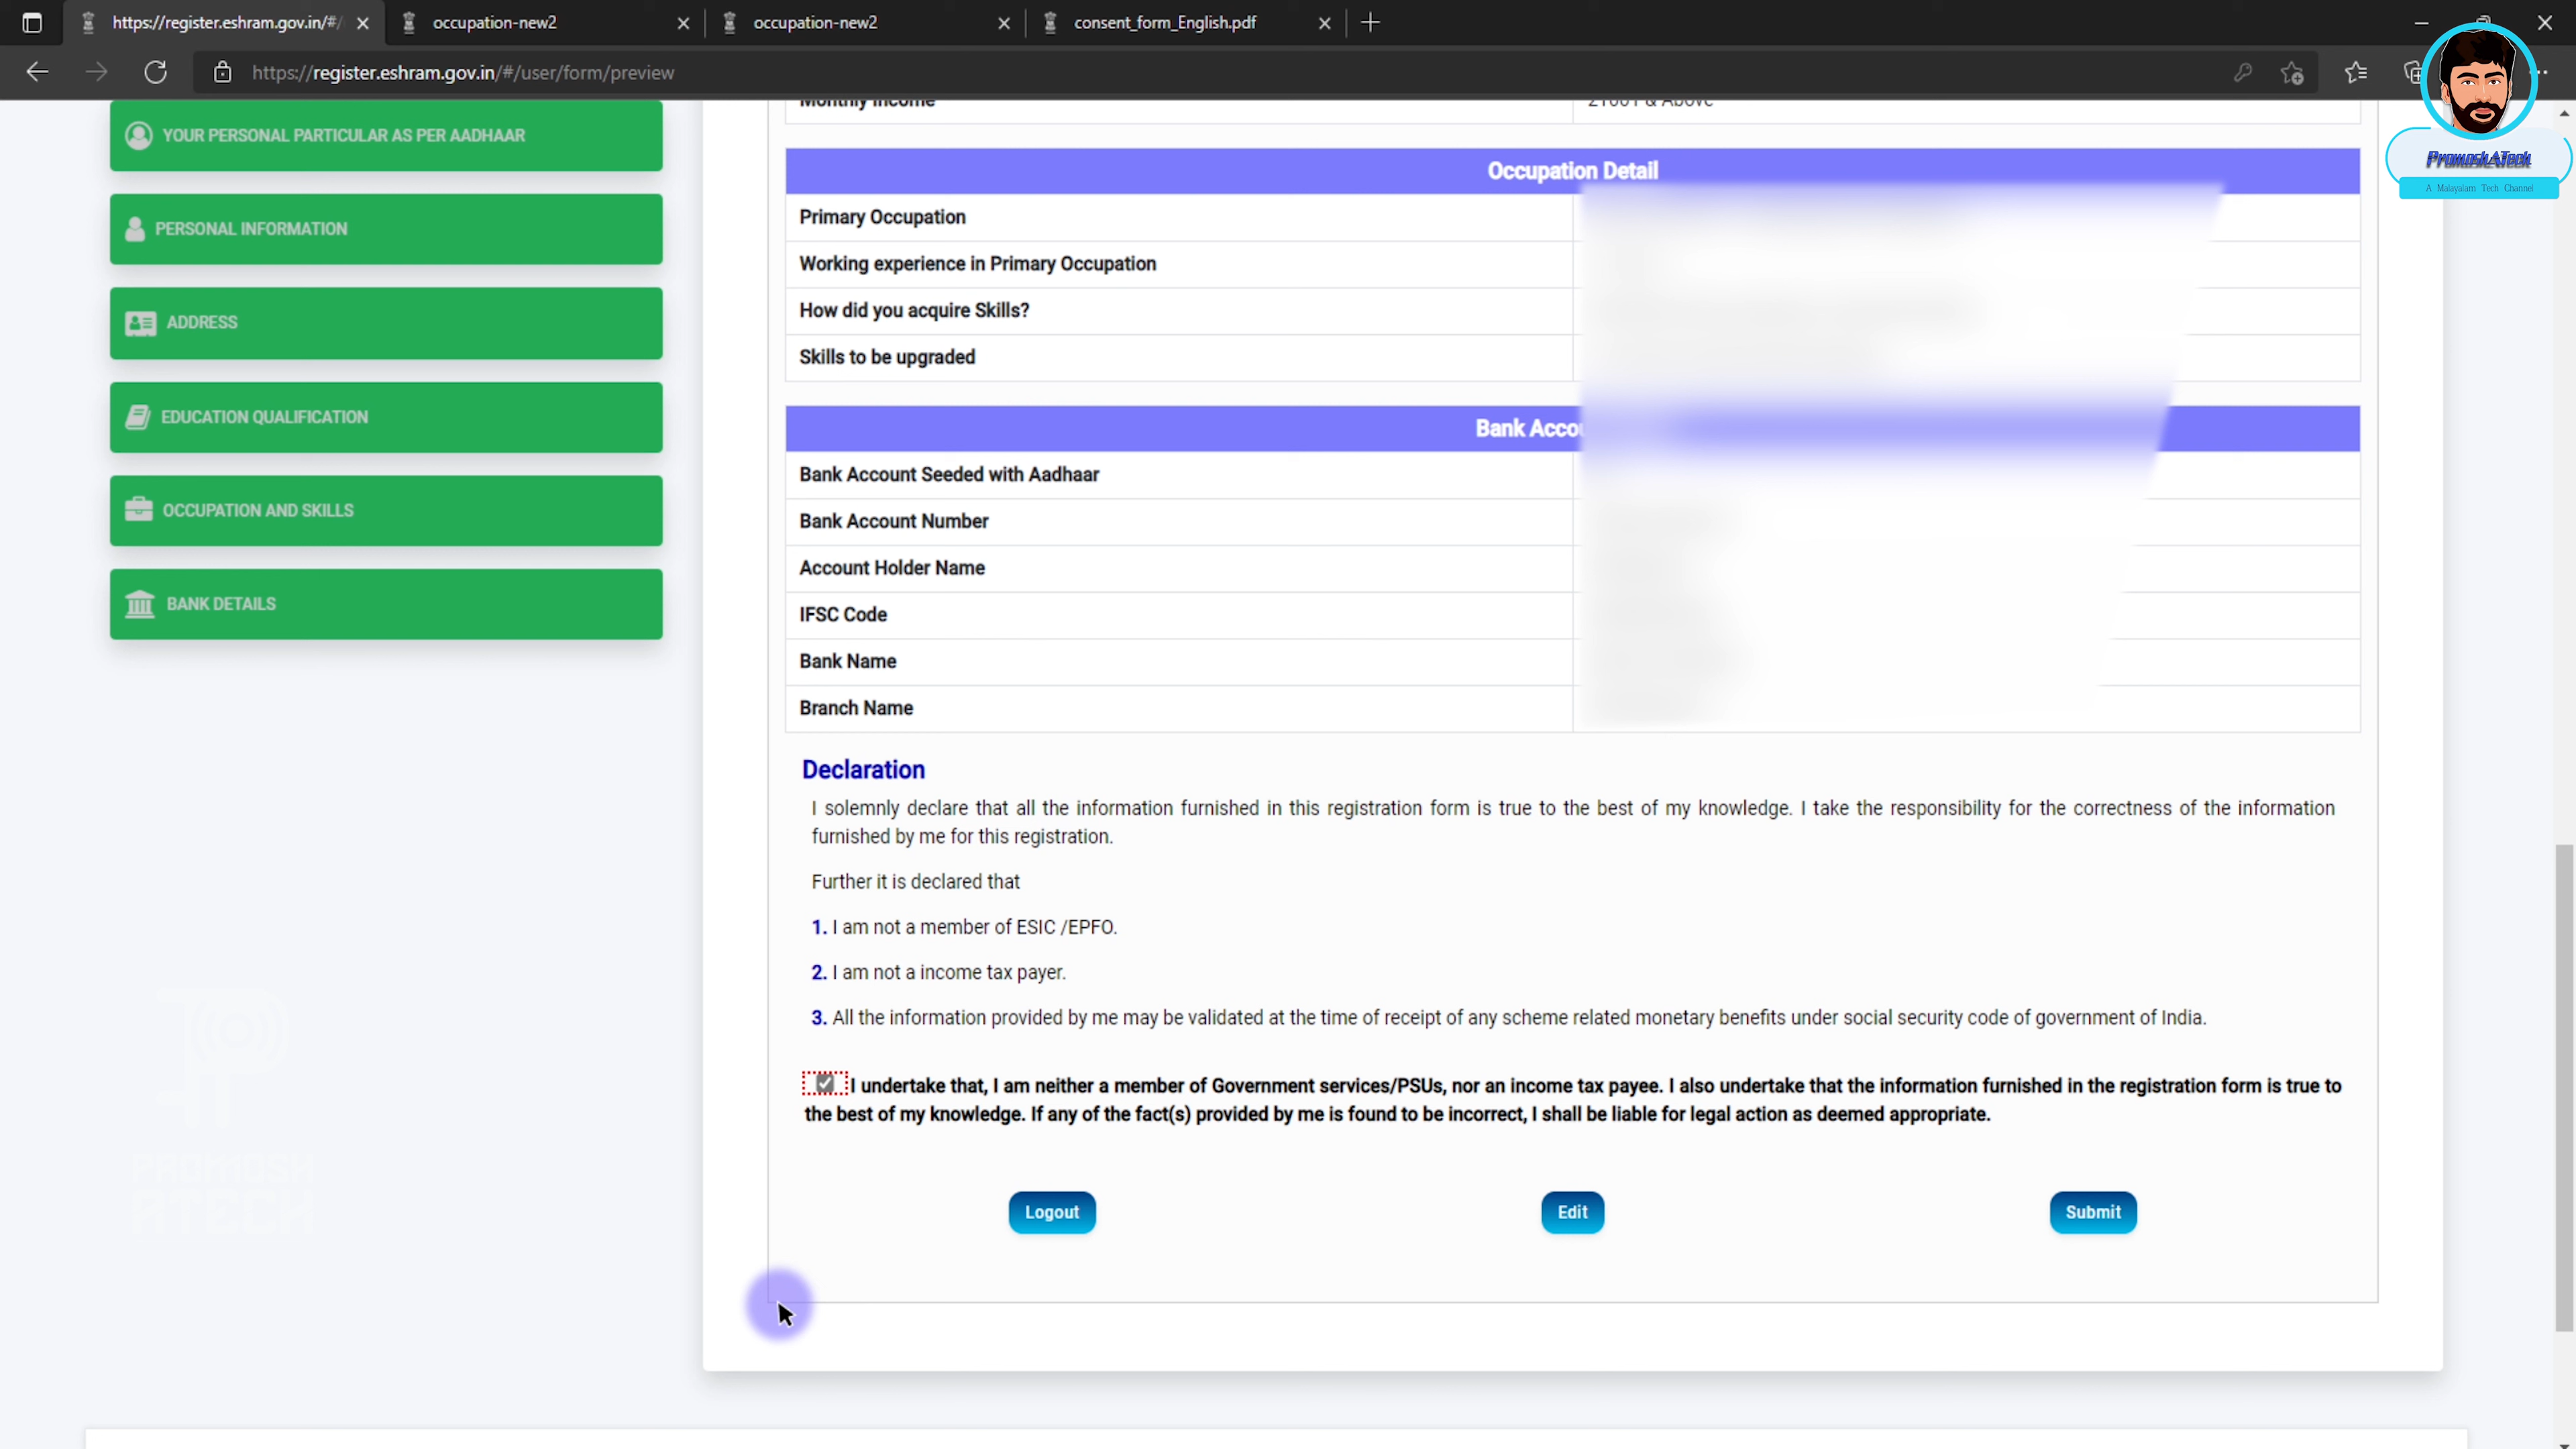 https://register.eshram.gov.in/#/
occupation-new2
occupation-new2
consent_form_English.pdf
https://register.eshram.gov.in/#/user/form/preview
PromoshATech
A Malayalam Tech Channel
YOUR PERSONAL PARTICULAR AS PER AADHAAR
PERSONAL INFORMATION
ADDRESS
EDUCATION QUALIFICATION
OCCUPATION AND SKILLS
BANK DETAILS
Monthly Income 21001 & Above
Occupation Detail
Primary Occupation
Working experience in Primary Occupation
How did you acquire Skills?
Skills to be upgraded
Bank Accou
Bank Account Seeded with Aadhaar
Bank Account Number
Account Holder Name
IFSC Code
Bank Name
Branch Name
Declaration
I solemnly declare that all the information furnished in this registration form is true to the best of my knowledge. I take the responsibility for the correctness of the information
furnished by me for this registration.
Further it is declared that
1. I am not a member of ESIC /EPFO.
2. I am not a income tax payer.
3. All the information provided by me may be validated at the time of receipt of any scheme related monetary benefits under social security code of government of India.
I undertake that, I am neither a member of Government services/PSUs, nor an income tax payee. I also undertake that the information furnished in the registration form is true to
the best of my knowledge. If any of the fact(s) provided by me is found to be incorrect, I shall be liable for legal action as deemed appropriate.
Logout
Edit
Submit
PROMOSH
ATECH